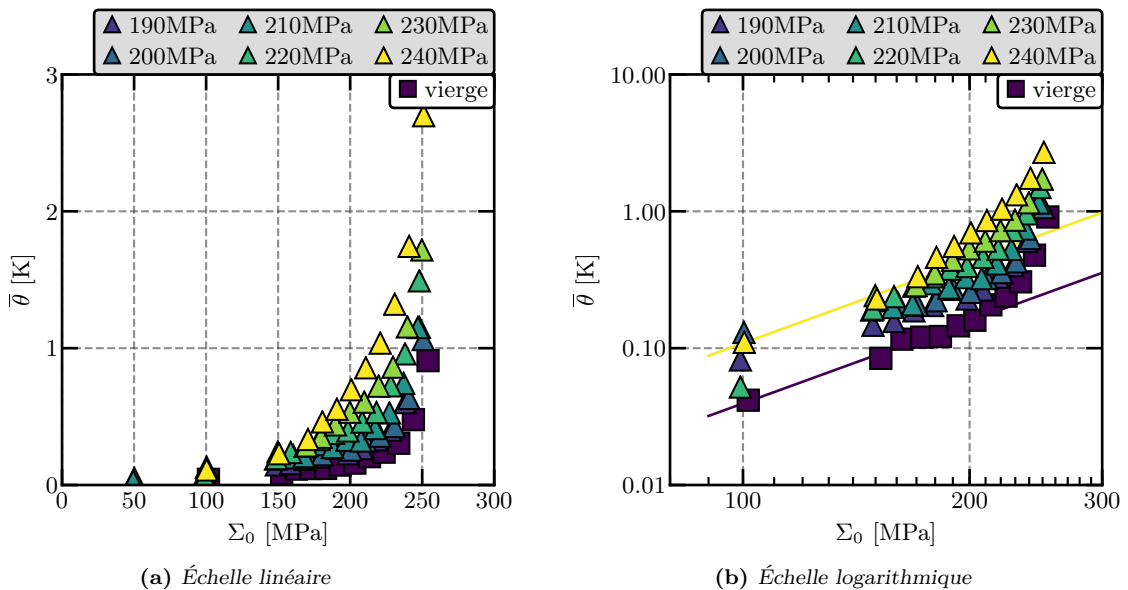 190MPa 210MPa 230MPa
200MPa 220MPa 240MPa
vierge
3
2
1
0
θ̅ [K]
0 50 100 150 200 250 300
Σ₀ [MPa]
(a) Échelle linéaire
190MPa 210MPa 230MPa
200MPa 220MPa 240MPa
vierge
10.00
1.00
0.10
0.01
θ̅ [K]
100 200 300
Σ₀ [MPa]
(b) Échelle logarithmique